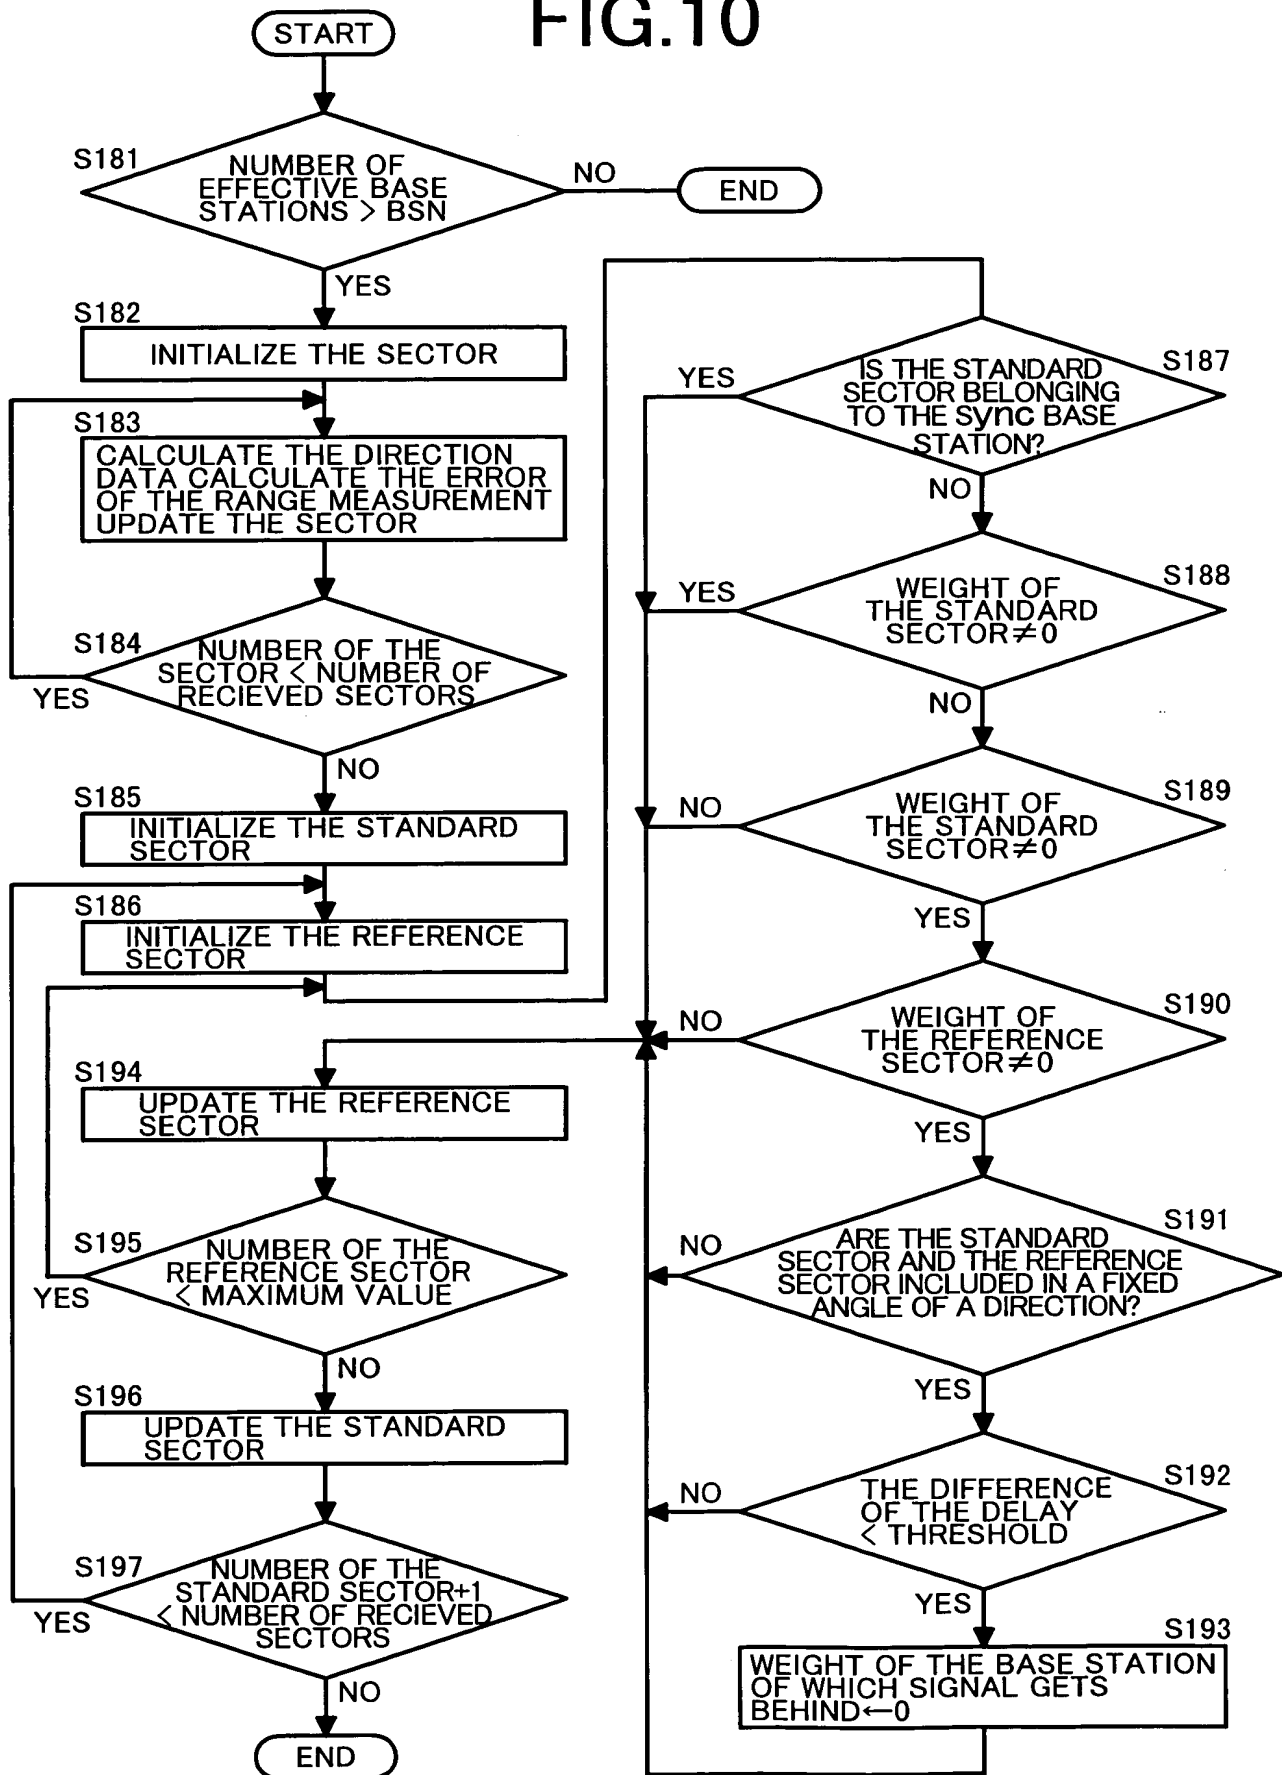 FIG.10
START
S181
NUMBER OF
EFFECTIVE BASE
STATIONS > BSN
NO
END
YES
S182
INITIALIZE THE SECTOR
S183
CALCULATE THE DIRECTION
DATA CALCULATE THE ERROR
OF THE RANGE MEASUREMENT
UPDATE THE SECTOR
S184
NUMBER OF THE
SECTOR < NUMBER OF
RECIEVED SECTORS
YES
NO
S185
INITIALIZE THE STANDARD
SECTOR
S186
INITIALIZE THE REFERENCE
SECTOR
S194
UPDATE THE REFERENCE
SECTOR
S195
NUMBER OF THE
REFERENCE SECTOR
< MAXIMUM VALUE
YES
NO
S196
UPDATE THE STANDARD
SECTOR
S197
NUMBER OF THE
STANDARD SECTOR+1
< NUMBER OF RECIEVED
SECTORS
YES
NO
END
S187
IS THE STANDARD
SECTOR BELONGING
TO THE sync BASE
STATION?
YES
NO
S188
WEIGHT OF
THE STANDARD
SECTOR≠0
YES
NO
S189
WEIGHT OF
THE STANDARD
SECTOR≠0
NO
YES
S190
WEIGHT OF
THE REFERENCE
SECTOR≠0
NO
YES
S191
ARE THE STANDARD
SECTOR AND THE REFERENCE
SECTOR INCLUDED IN A FIXED
ANGLE OF A DIRECTION?
NO
YES
S192
THE DIFFERENCE
OF THE DELAY
< THRESHOLD
NO
YES
S193
WEIGHT OF THE BASE STATION
OF WHICH SIGNAL GETS
BEHIND←0